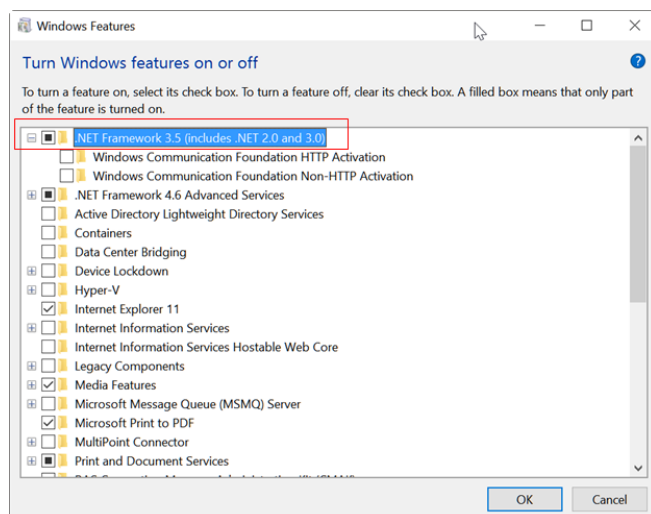 Windows Features
Turn Windows features on or off
To turn a feature on, select its check box. To turn a feature off, clear its check box. A filled box means that only part
of the feature is turned on.
.NET Framework 3.5 (includes .NET 2.0 and 3.0)
Windows Communication Foundation HTTP Activation
Windows Communication Foundation Non-HTTP Activation
.NET Framework 4.6 Advanced Services
Active Directory Lightweight Directory Services
Containers
Data Center Bridging
Device Lockdown
Hyper-V
Internet Explorer 11
Internet Information Services
Internet Information Services Hostable Web Core
Legacy Components
Media Features
Microsoft Message Queue (MSMQ) Server
Microsoft Print to PDF
MultiPoint Connector
Print and Document Services
OK Cancel